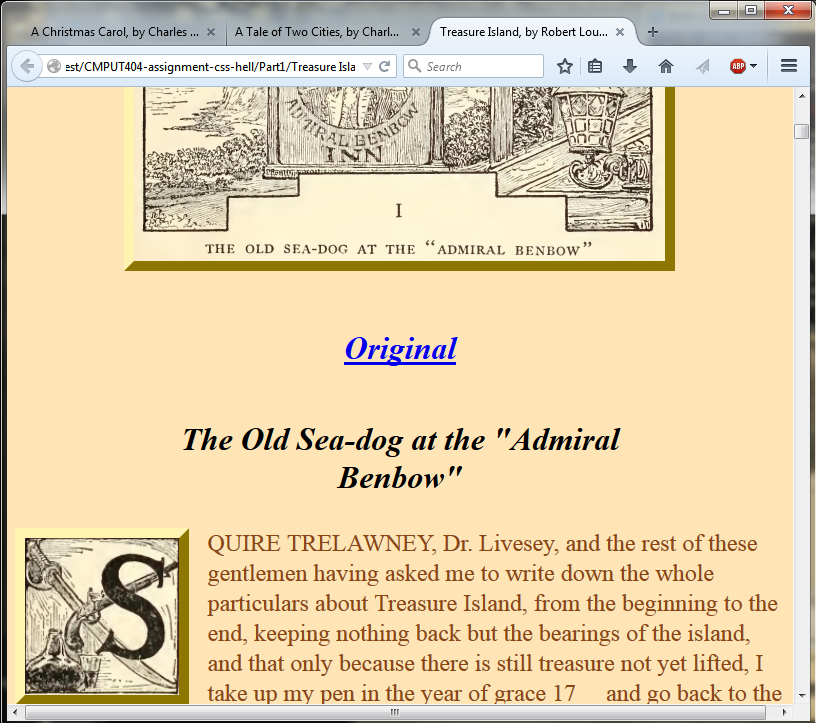 A Christmas Carol, by Charles ...
A Tale of Two Cities, by Charl...
Treasure Island, by Robert Lou...
est/CMPUT404-assignment-css-hell/Part1/Treasure Isla
Search
ABP
ADMIRAL BENBOW
INN
I
THE OLD SEA-DOG AT THE “ADMIRAL BENBOW”
Original
The Old Sea-dog at the "Admiral
Benbow"
S
QUIRE TRELAWNEY, Dr. Livesey, and the rest of these
gentlemen having asked me to write down the whole
particulars about Treasure Island, from the beginning to the
end, keeping nothing back but the bearings of the island,
and that only because there is still treasure not yet lifted, I
take up my pen in the year of grace 17__ and go back to the